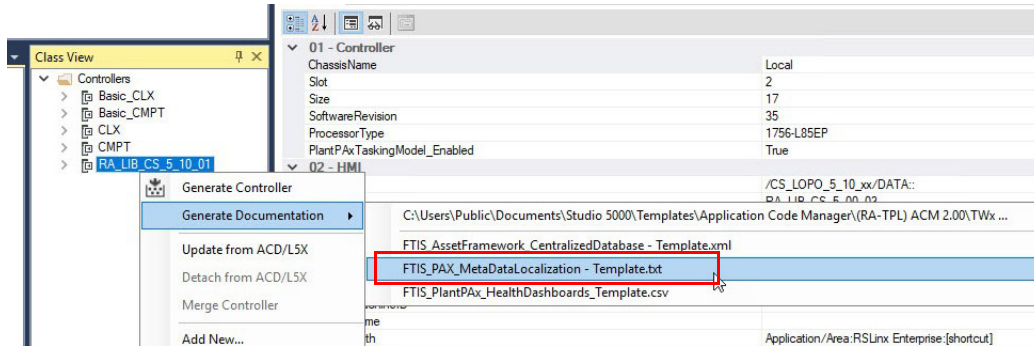 01 - Controller
Class View
ChassisName Local
Controllers
Slot 2
Basic_CLX
Size 17
Basic_CMPT
SoftwareRevision 35
CLX
ProcessorType 1756-L85EP
CMPT
PlantPAxTaskingModel_Enabled True
RA_LIB_CS_5_10_01
02 - HMI
Generate Controller
/CS_LOPO_5_10_xx/DATA::
RA_LIB_CS_5_00_03
Generate Documentation
C:\Users\Public\Documents\Studio 5000\Templates\Application Code Manager\(RA-TPL) ACM 2.00\TWx ...
Update from ACD/L5X
FTIS_AssetFramework_CentralizedDatabase - Template.xml
FTIS_PAX_MetaDataLocalization - Template.txt
Detach from ACD/L5X
FTIS_PlantPAx_HealthDashboards_Template.csv
Merge Controller
me
Add New...
th Application/Area:RSLinx Enterprise:[shortcut]